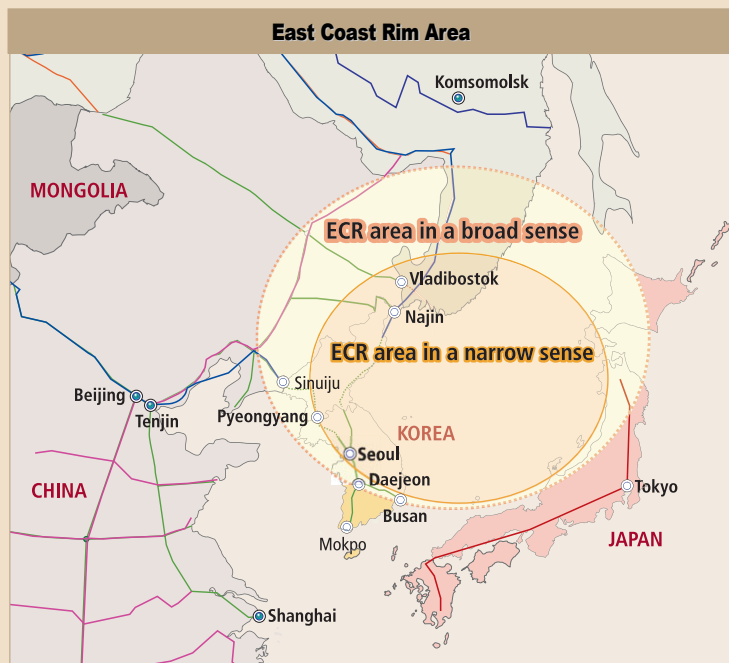 East Coast Rim Area
Komsomolsk
MONGOLIA
ECR area in a broad sense
Vladibostok
Najin
ECR area in a narrow sense
Sinuiju
Beijing
Tenjin
Pyeongyang
KOREA
Seoul
Daejeon
CHINA
Tokyo
Busan
Mokpo
JAPAN
Shanghai